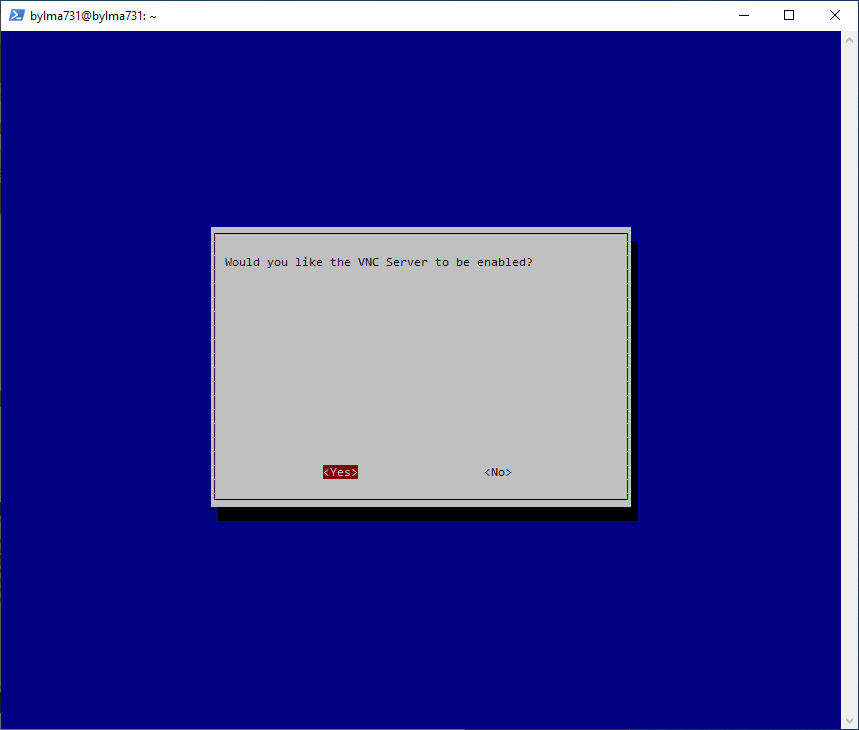 bylma731@bylma731: ~
Would you like the VNC Server to be enabled?
<Yes> <No>